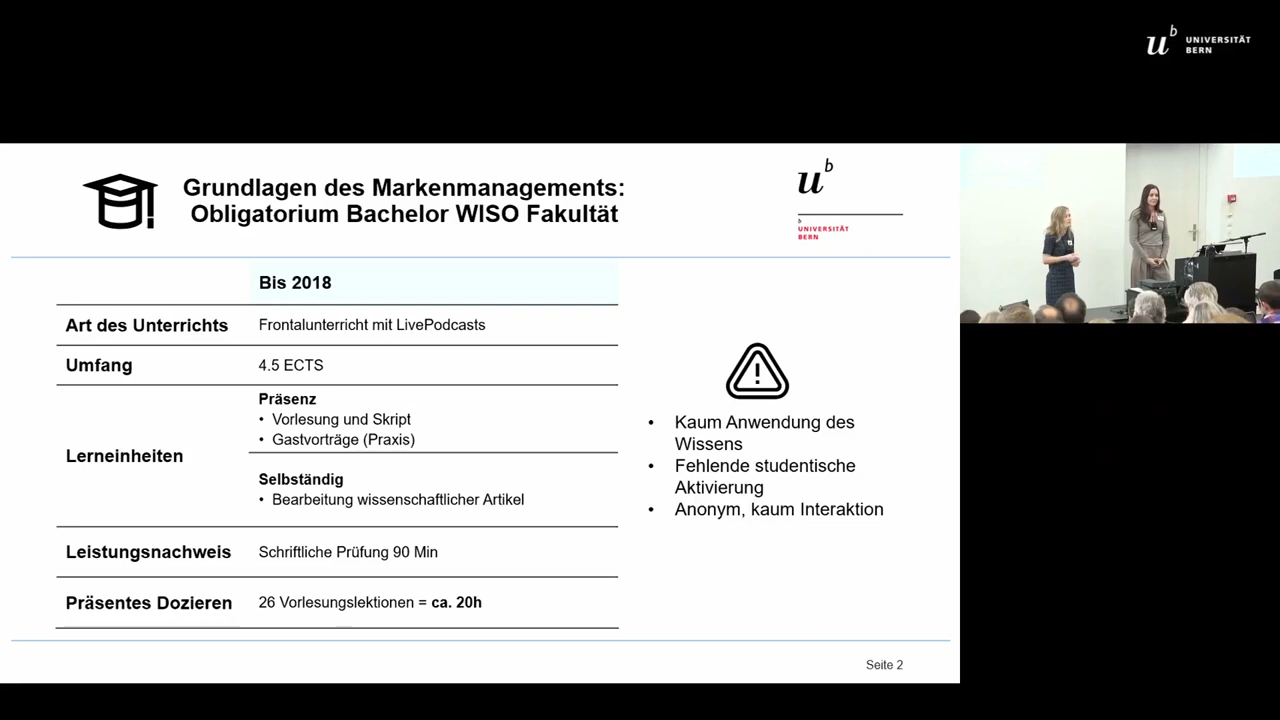 u b UNIVERSITÄT
BERN
Grundlagen des Markenmanagements:
Obligatorium Bachelor WISO Fakultät
u b
b
UNIVERSITÄT
BERN
Bis 2018
Art des Unterrichts Frontalunterricht mit LivePodcasts
Umfang 4.5 ECTS
Lerneinheiten
Präsenz
• Vorlesung und Skript
• Gastvorträge (Praxis)
Selbständig
• Bearbeitung wissenschaftlicher Artikel
Leistungsnachweis Schriftliche Prüfung 90 Min
Präsentes Dozieren 26 Vorlesungslektionen = ca. 20h
!
• Kaum Anwendung des
Wissens
• Fehlende studentische
Aktivierung
• Anonym, kaum Interaktion
Seite 2